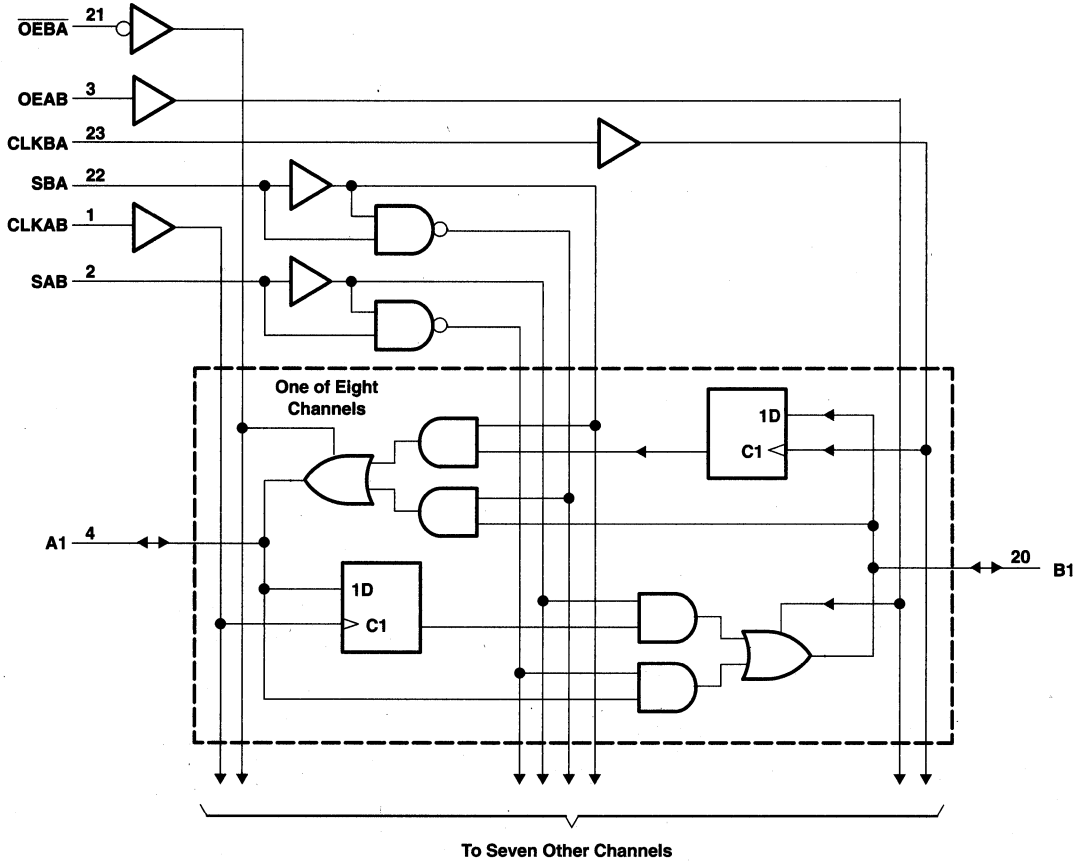 OEBA 21
OEAB 3
CLKBA 23
SBA 22
CLKAB 1
SAB 2
One of Eight
Channels
1D
C1
A1 4
1D
C1
20 B1
To Seven Other Channels